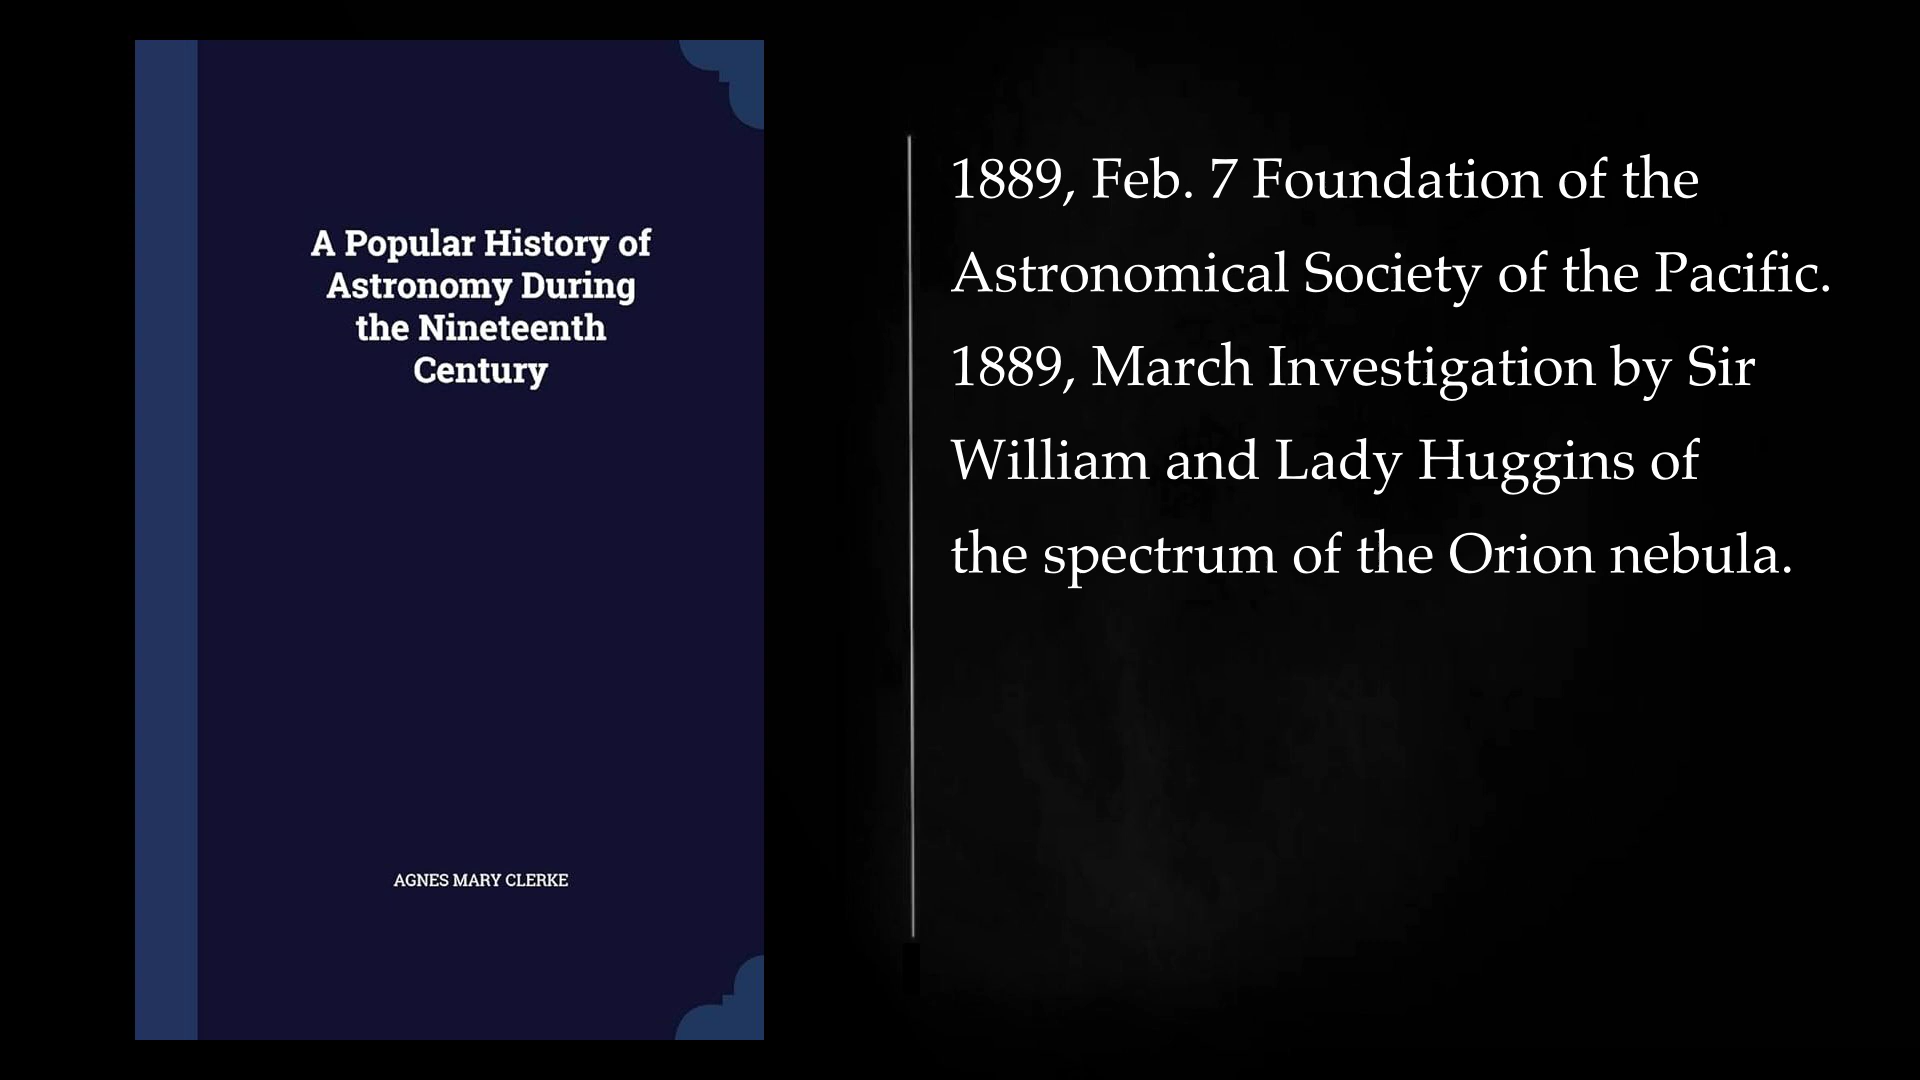 A Popular History of
Astronomy During
the Nineteenth
Century
AGNES MARY CLERKE
1889, Feb. 7 Foundation of the
Astronomical Society of the Pacific.
1889, March Investigation by Sir
William and Lady Huggins of
the spectrum of the Orion nebula.